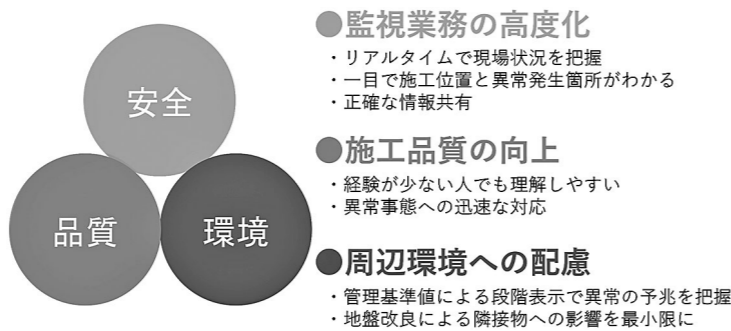 安全
品質
環境
●監視業務の高度化
・リアルタイムで現場状況を把握
・一目で施工位置と異常発生箇所がわかる
・正確な情報共有
●施工品質の向上
・経験が少ない人でも理解しやすい
・異常事態への迅速な対応
●周辺環境への配慮
・管理基準値による段階表示で異常の予兆を把握
・地盤改良による隣接物への影響を最小限に